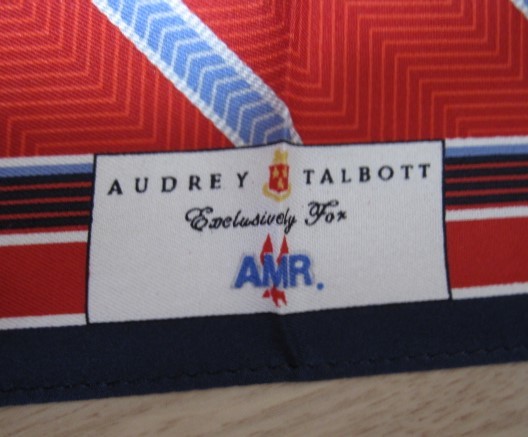 AUDREY TALBOTT
Exclusively For
AMR.